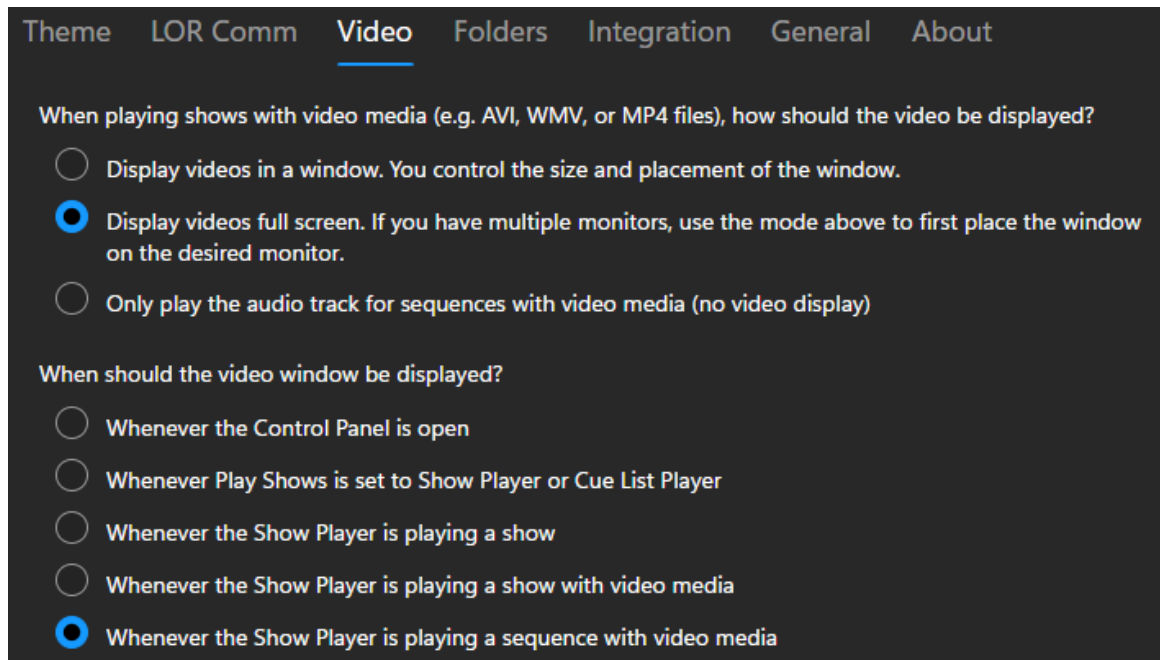 Theme LOR Comm Video Folders Integration General About
When playing shows with video media (e.g. AVI, WMV, or MP4 files), how should the video be displayed?
Display videos in a window. You control the size and placement of the window.
Display videos full screen. If you have multiple monitors, use the mode above to first place the window
on the desired monitor.
Only play the audio track for sequences with video media (no video display)
When should the video window be displayed?
Whenever the Control Panel is open
Whenever Play Shows is set to Show Player or Cue List Player
Whenever the Show Player is playing a show
Whenever the Show Player is playing a show with video media
Whenever the Show Player is playing a sequence with video media